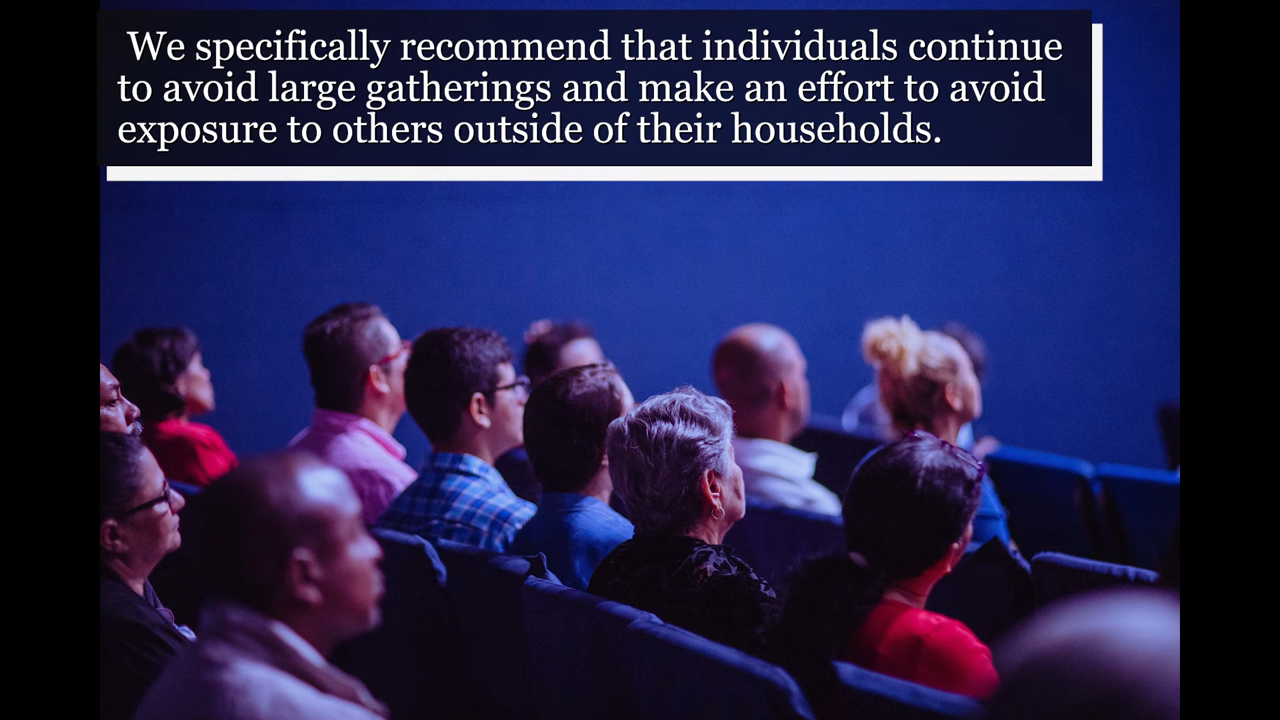 We specifically recommend that individuals continue
to avoid large gatherings and make an effort to avoid
exposure to others outside of their households.